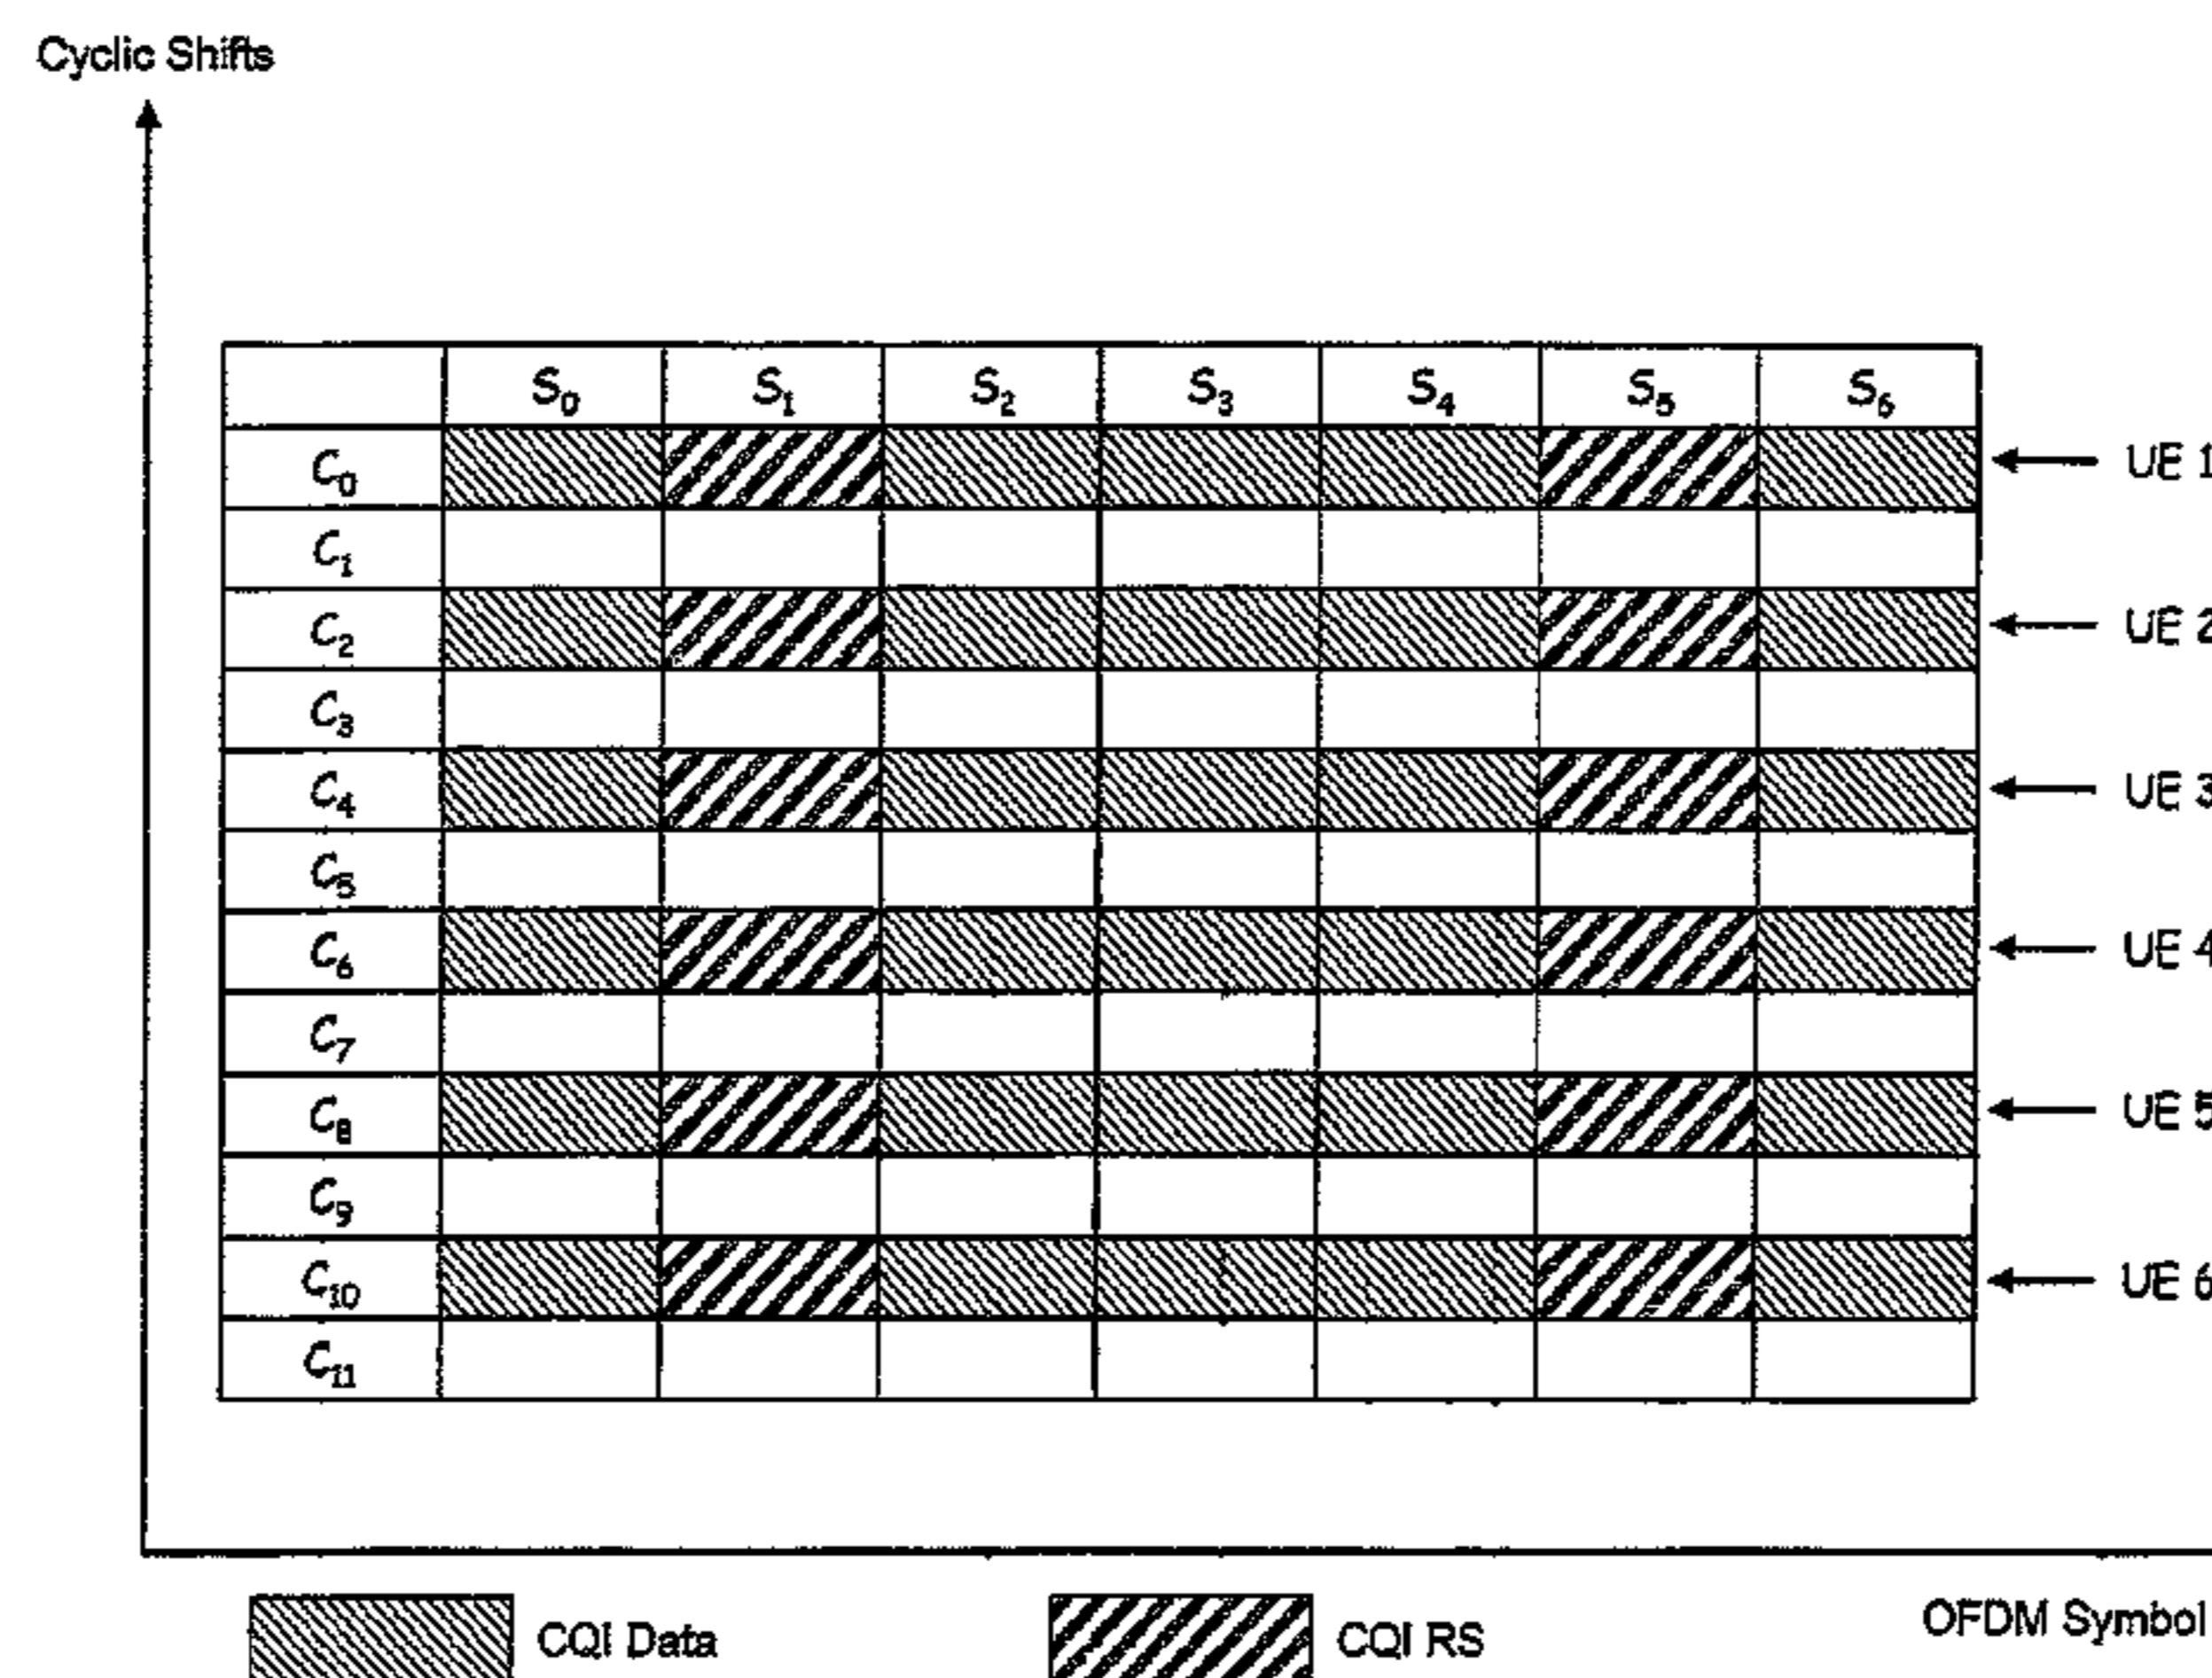 Cyclic Shifts
S0 S1 S2 S3 S4 S5 S6
C0 UE 1
C1
C2 UE 2
C3
C4 UE 3
C5
C6 UE 4
C7
C8 UE 5
C9
C10 UE 6
C11
CQI Data CQI RS OFDM Symbol